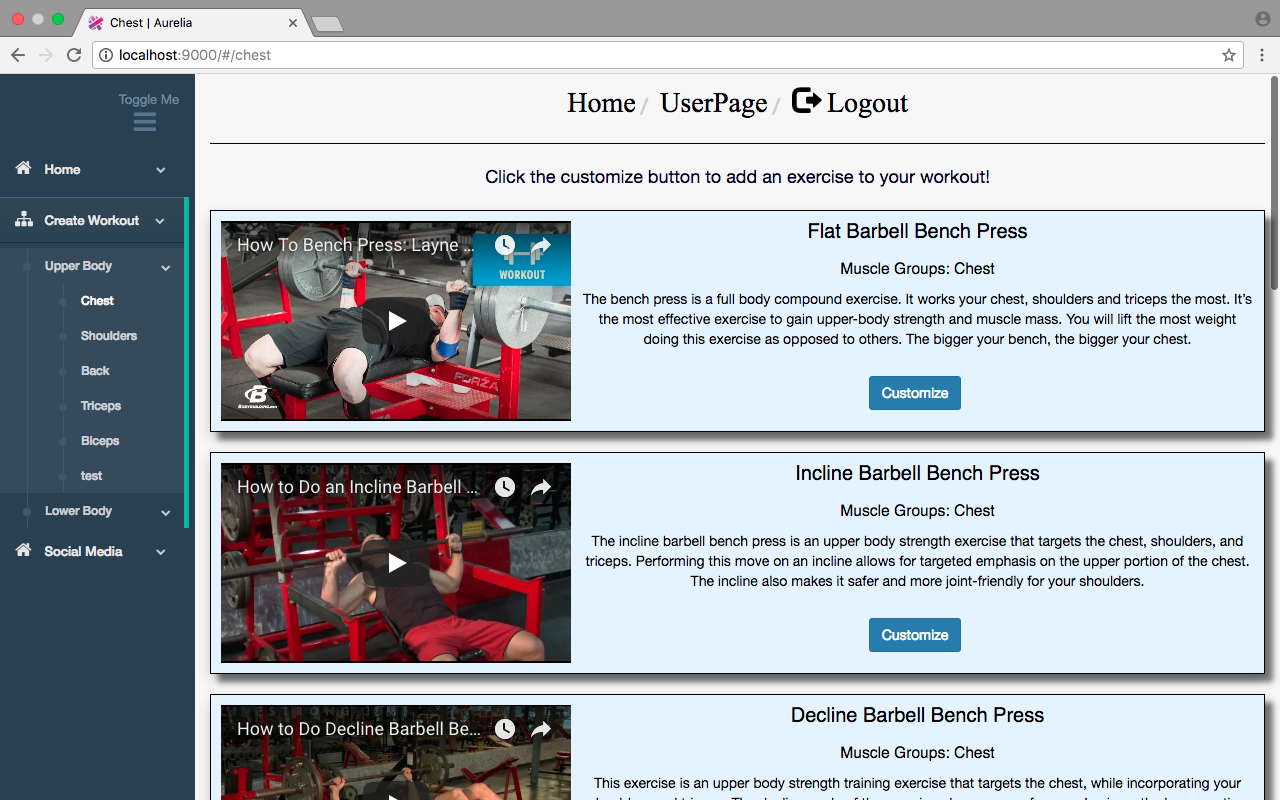 Chest | Aurelia
localhost:9000/#/chest
Toggle Me
Home
Create Workout
Upper Body
Chest
Shoulders
Back
Triceps
Biceps
test
Lower Body
Social Media
Home / UserPage / Logout
Click the customize button to add an exercise to your workout!
How To Bench Press: Layne ...
WORKOUT
FORZA
BODYBUILDING.com
Flat Barbell Bench Press
Muscle Groups: Chest
The bench press is a full body compound exercise. It works your chest, shoulders and triceps the most. It's
the most effective exercise to gain upper-body strength and muscle mass. You will lift the most weight
doing this exercise as opposed to others. The bigger your bench, the bigger your chest.
Customize
How to Do an Incline Barbell ...
Incline Barbell Bench Press
Muscle Groups: Chest
The incline barbell bench press is an upper body strength exercise that targets the chest, shoulders, and
triceps. Performing this move on an incline allows for targeted emphasis on the upper portion of the chest.
The incline also makes it safer and more joint-friendly for your shoulders.
Customize
How to Do Decline Barbell Be...
Decline Barbell Bench Press
Muscle Groups: Chest
This exercise is an upper body strength training exercise that targets the chest, while incorporating your